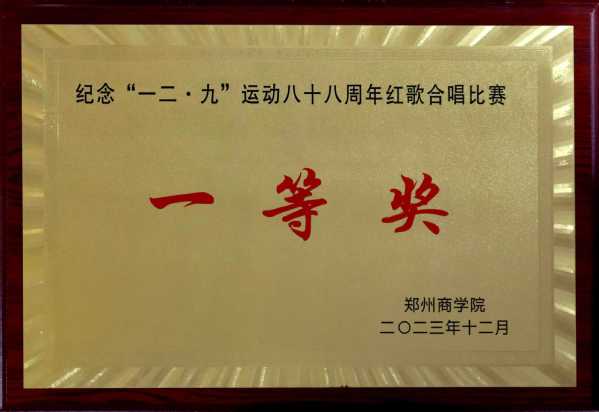 纪念“一二·九”运动八十八周年红歌合唱比赛
一等奖
郑州商学院
二〇二三年十二月